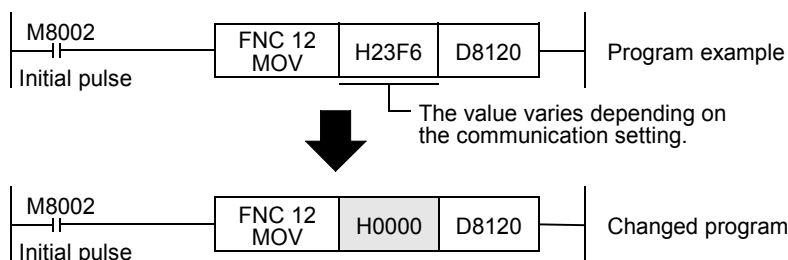 M8002
Initial pulse
FNC 12
MOV
H23F6
D8120
Program example
The value varies depending on
the communication setting.
M8002
Initial pulse
FNC 12
MOV
H0000
D8120
Changed program